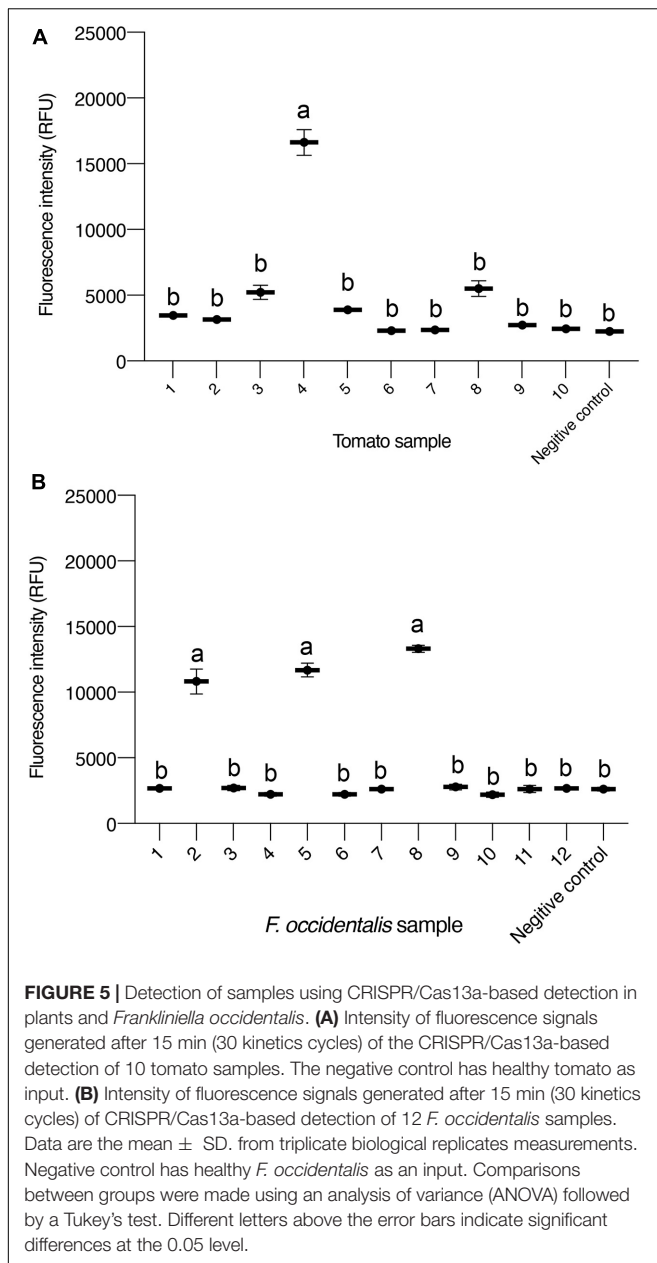 A
25000
20000
15000
10000
5000
0
Fluorescence intensity (RFU)
b b b a b b b b b b b
1 2 3 4 5 6 7 8 9 10 Negitive control
Tomato sample
B
25000
20000
15000
10000
5000
0
Fluorescence intensity (RFU)
b a b b a b b a b b b b b
1 2 3 4 5 6 7 8 9 10 11 12 Negitive control
F. occidentalis sample
FIGURE 5 | Detection of samples using CRISPR/Cas13a-based detection in
plants and Frankliniella occidentalis. (A) Intensity of fluorescence signals
generated after 15 min (30 kinetics cycles) of the CRISPR/Cas13a-based
detection of 10 tomato samples. The negative control has healthy tomato as
input. (B) Intensity of fluorescence signals generated after 15 min (30 kinetics
cycles) of CRISPR/Cas13a-based detection of 12 F. occidentalis samples.
Data are the mean ± SD. from triplicate biological replicates measurements.
Negative control has healthy F. occidentalis as an input. Comparisons
between groups were made using an analysis of variance (ANOVA) followed
by a Tukey's test. Different letters above the error bars indicate significant
differences at the 0.05 level.